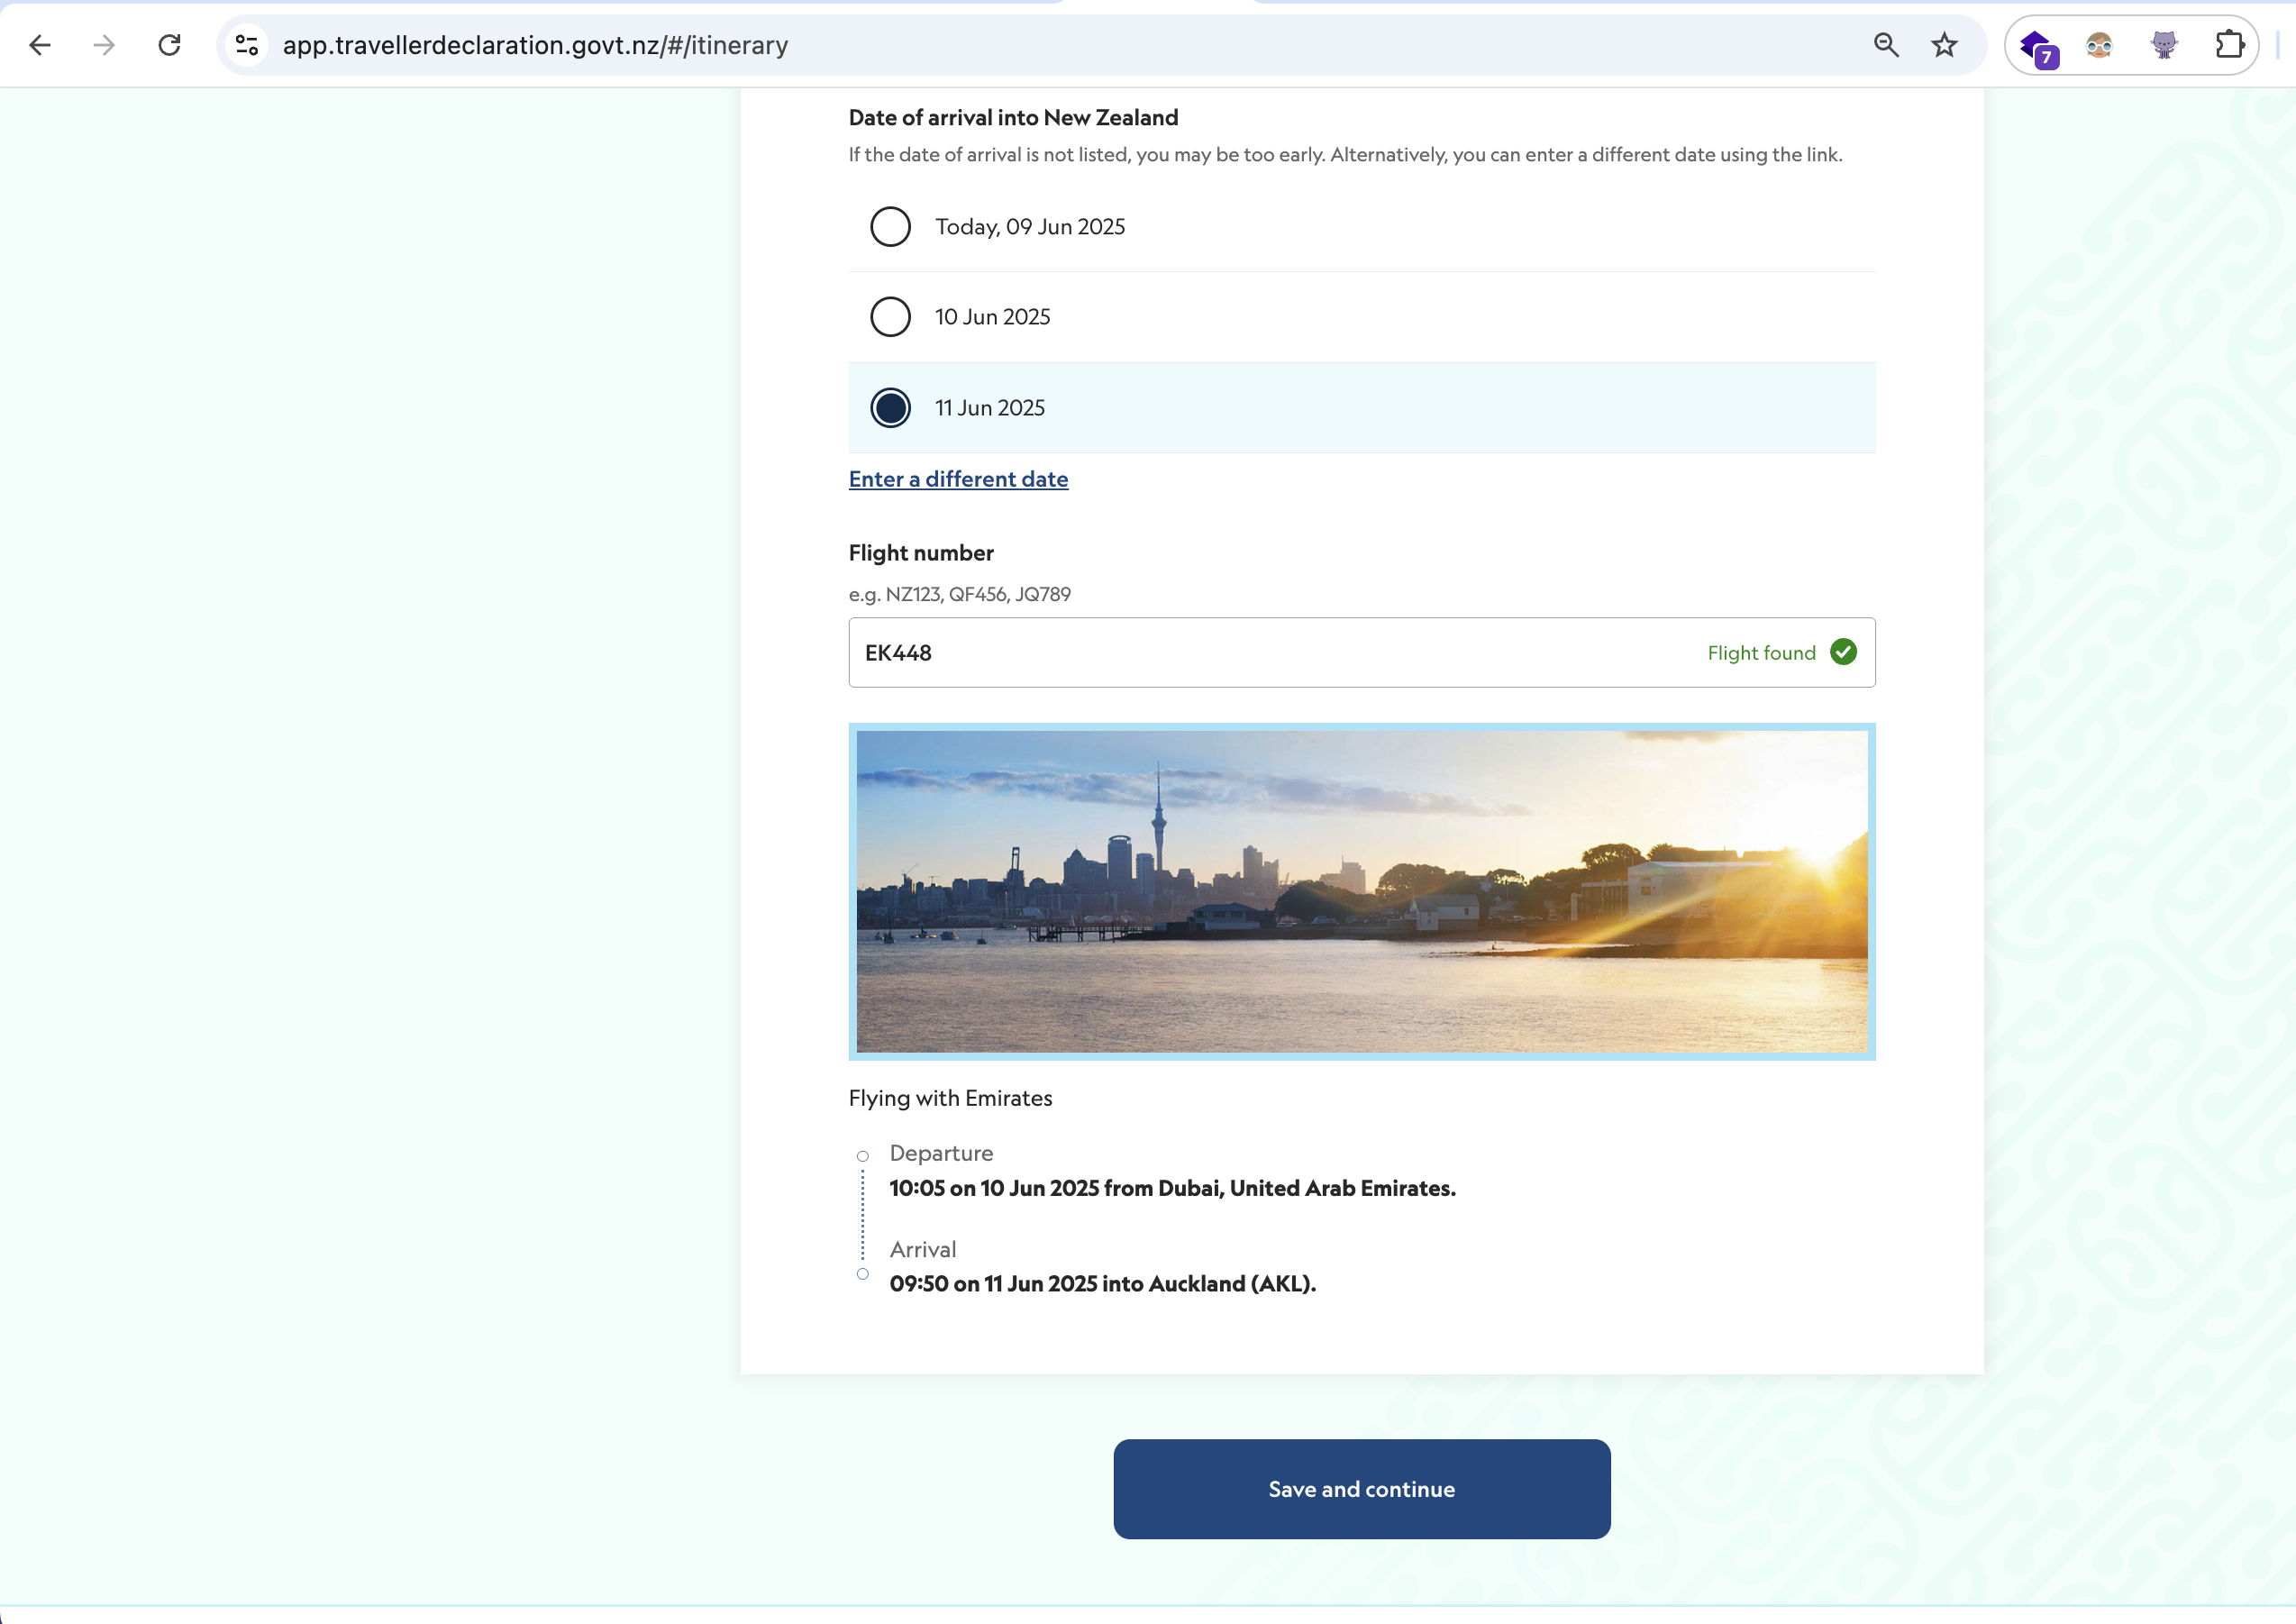 app.travellerdeclaration.govt.nz/#/itinerary
7
Date of arrival into New Zealand
If the date of arrival is not listed, you may be too early. Alternatively, you can enter a different date using the link.
Today, 09 Jun 2025
10 Jun 2025
11 Jun 2025
Enter a different date
Flight number
e.g. NZ123, QF456, JQ789
EK448
Flight found
Flying with Emirates
Departure
10:05 on 10 Jun 2025 from Dubai, United Arab Emirates.
Arrival
09:50 on 11 Jun 2025 into Auckland (AKL).
Save and continue